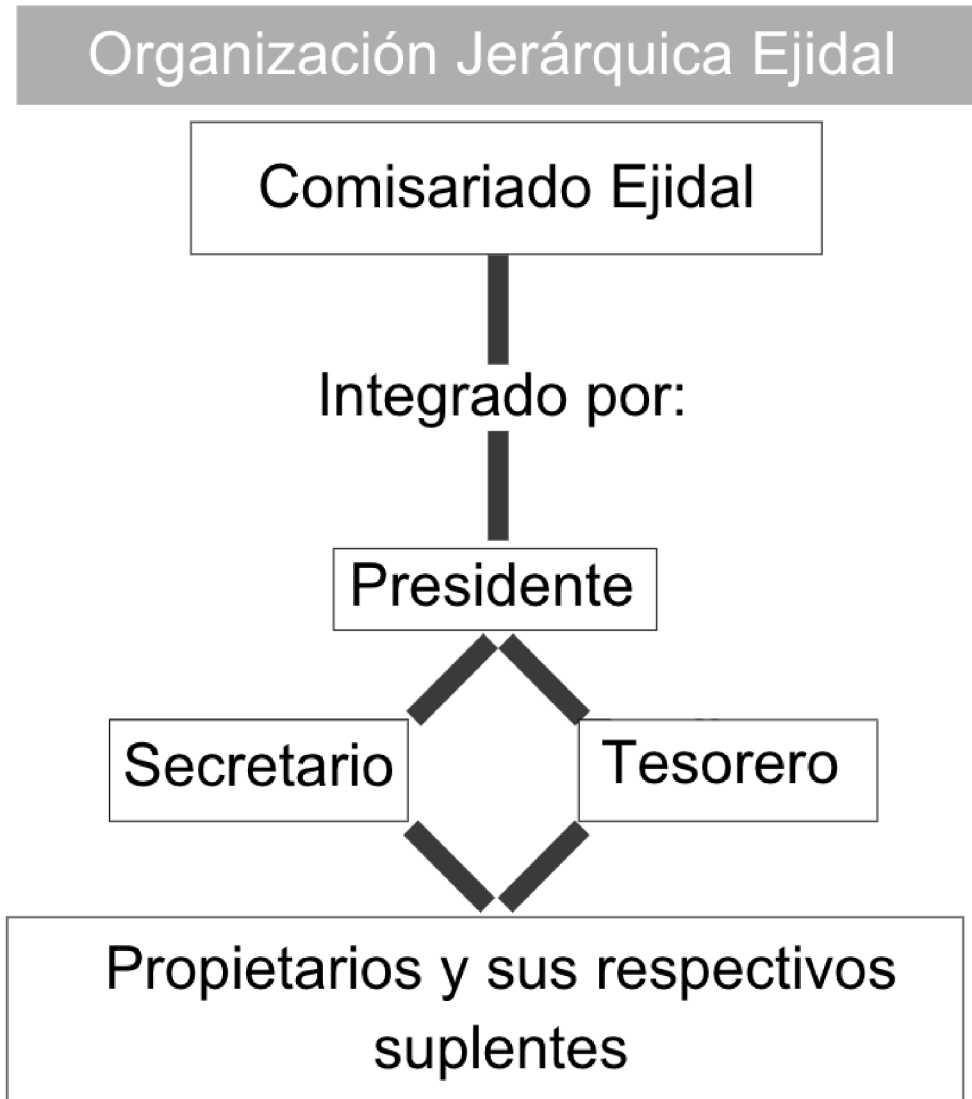 Organización Jerárquica Ejidal
Comisariado Ejidal
Integrado por:
Presidente
Secretario
Tesorero
Propietarios y sus respectivos
suplentes